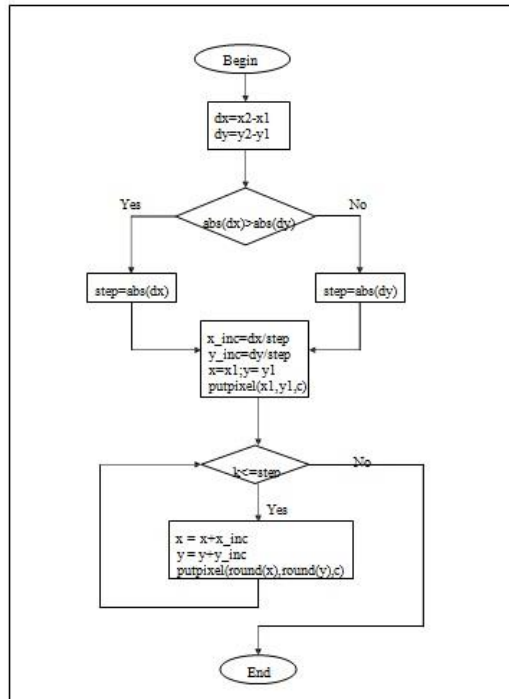 Begin
dx=x2-x1
dy=y2-y1
Yes
No
abs(dx)>abs(dy)
step=abs(dx)
step=abs(dy)
x_inc=dx/step
y_inc=dy/step
x=x1;y= y1
putpixel(x1,y1,c)
k<=step
No
Yes
x = x+x_inc
y = y+y_inc
putpixel(round(x),round(y),c)
End